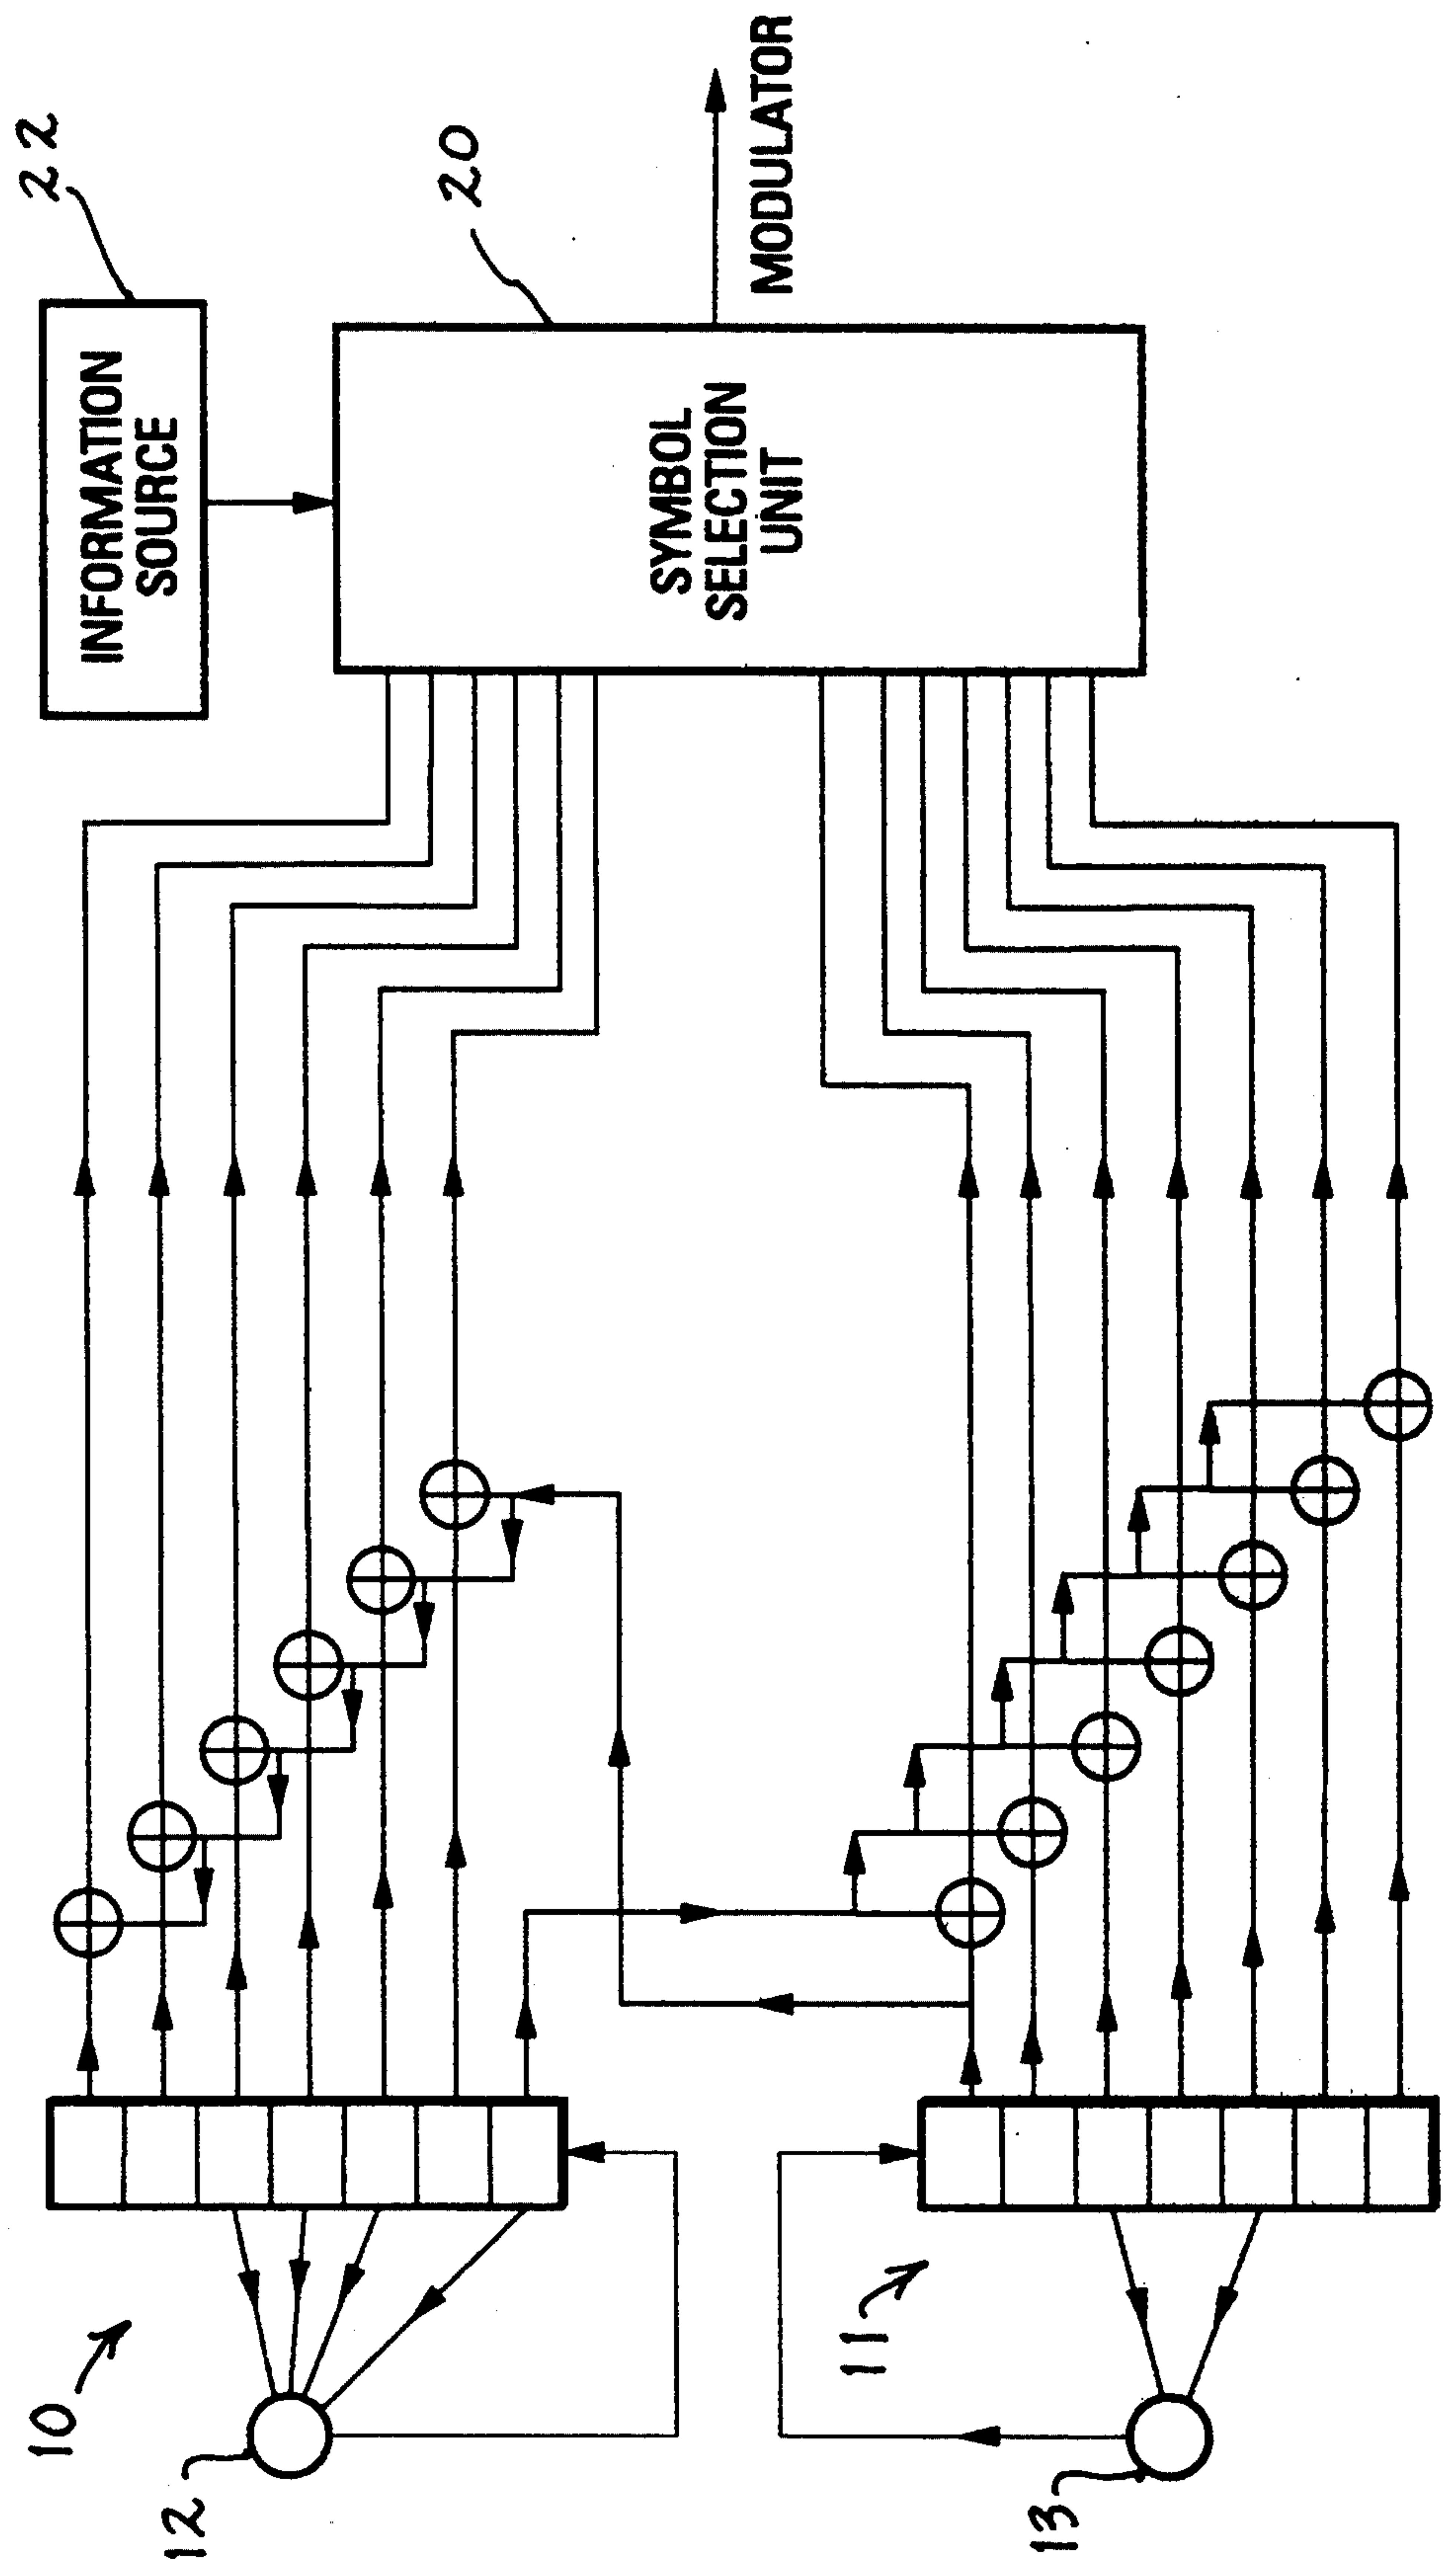 22
INFORMATION
SOURCE
20
SYMBOL
SELECTION
UNIT
MODULATOR
10
12
11
13